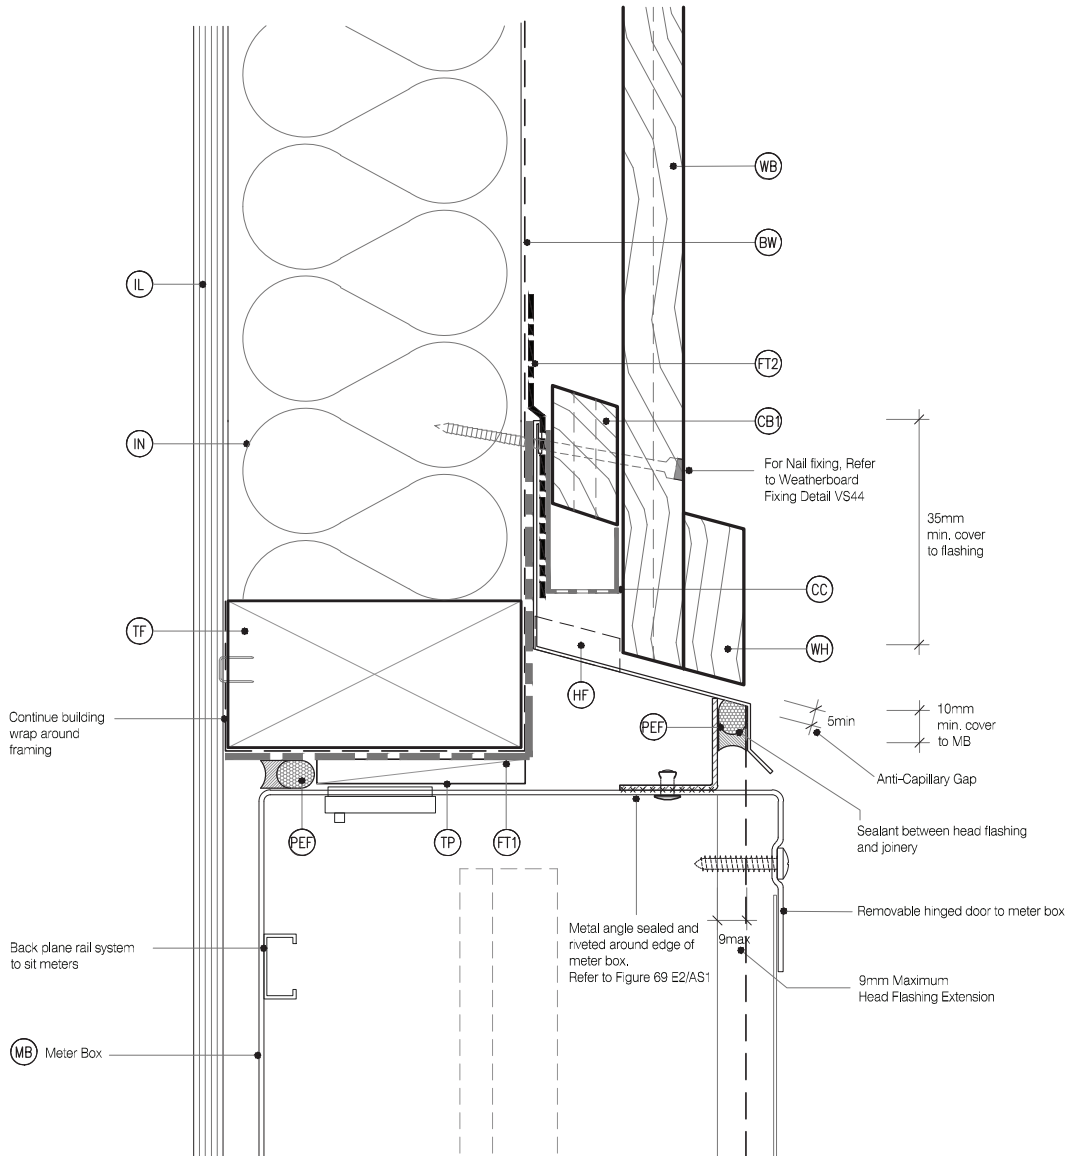 WB
BW
IL
FT2
CB1
IN
For Nail fixing, Refer
to Weatherboard
Fixing Detail VS44
35mm
min. cover
to flashing
CC
TF
WH
HF
Continue building
wrap around
framing
PEF
5min
10mm
min. cover
to MB
Anti-Capillary Gap
PEF
TP
FT1
Sealant between head flashing
and joinery
Removable hinged door to meter box
Metal angle sealed and
riveted around edge of
meter box.
Refer to Figure 69 E2/AS1
9max
Back plane rail system
to sit meters
9mm Maximum
Head Flashing Extension
MB Meter Box